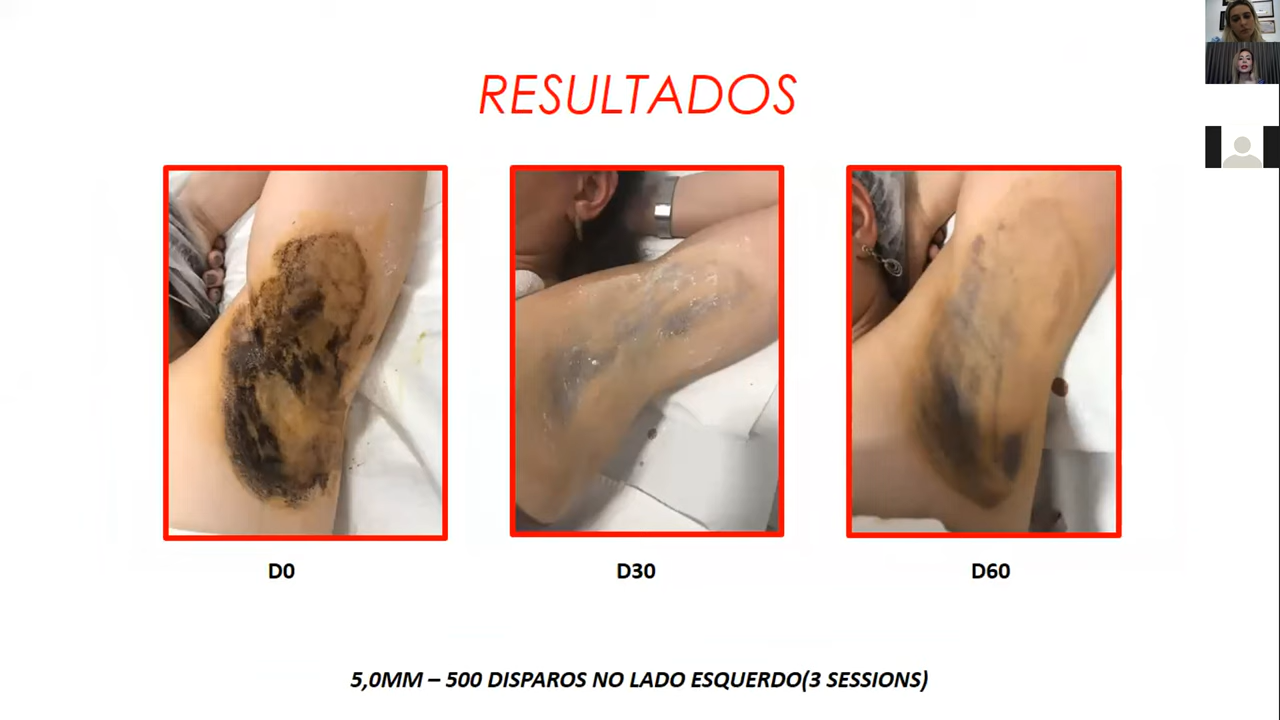 RESULTADOS
D0
D30
D60
5,0MM – 500 DISPAROS NO LADO ESQUERDO(3 SESSIONS)